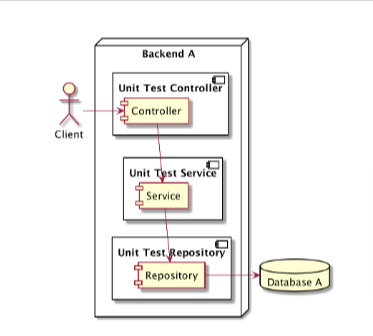 Backend A
Unit Test Controller
Controller
Client
Unit Test Service
Service
Unit Test Repository
Repository
Database A